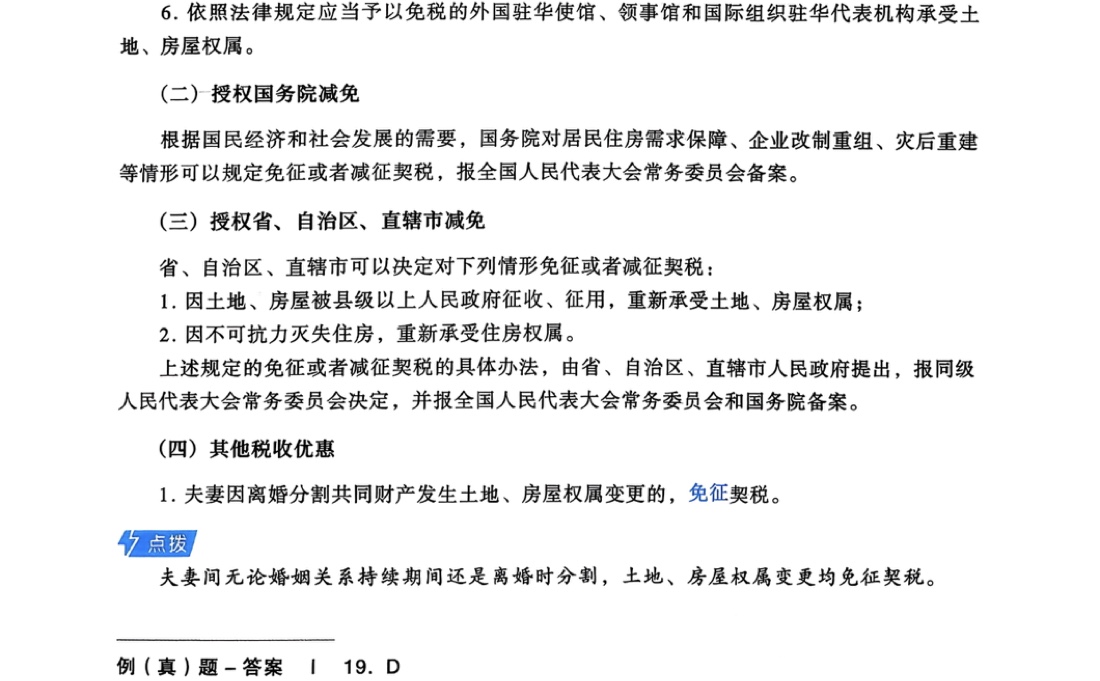 6. 依照法律规定应当予以免税的外国驻华使馆、领事馆和国际组织驻华代表机构承受土
地、房屋权属。
（二）授权国务院减免
根据国民经济和社会发展的需要，国务院对居民住房需求保障、企业改制重组、灾后重建
等情形可以规定免征或者减征契税，报全国人民代表大会常务委员会备案。
（三）授权省、自治区、直辖市减免
省、自治区、直辖市可以决定对下列情形免征或者减征契税：
1. 因土地、房屋被县级以上人民政府征收、征用，重新承受土地、房屋权属；
2. 因不可抗力灭失住房，重新承受住房权属。
上述规定的免征或者减征契税的具体办法，由省、自治区、直辖市人民政府提出，报同级
人民代表大会常务委员会决定，并报全国人民代表大会常务委员会和国务院备案。
（四）其他税收优惠
1. 夫妻因离婚分割共同财产发生土地、房屋权属变更的，免征契税。
点拨
夫妻间无论婚姻关系持续期间还是离婚时分割，土地、房屋权属变更均免征契税。
例（真）题－答案 | 19. D